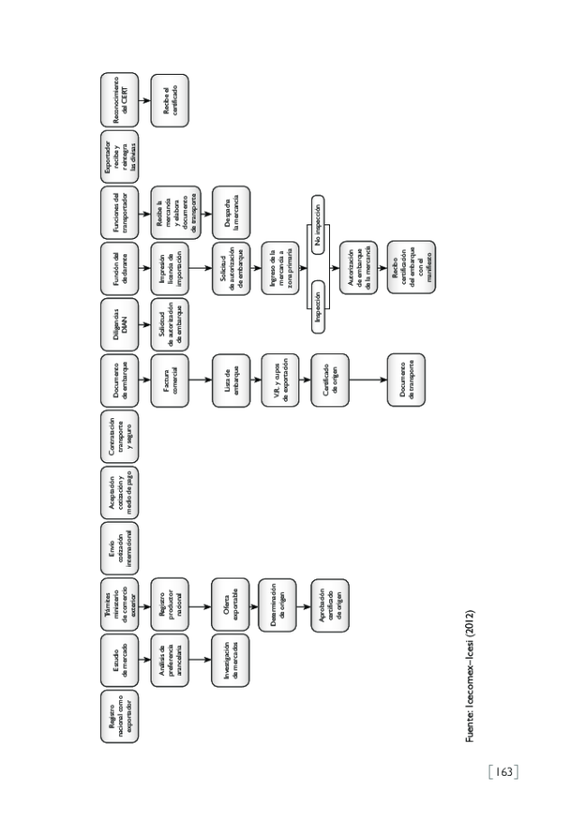 Registro
nacional como
exportador
Estudio
de mercado
Análisis de
preferencia
arancelaria
Investigación
de mercados
Trámites
ministerio
de comercio
exterior
Registro
productor
nacional
Oferta
exportable
Determinación
de origen
Aprobación
certificado
de origen
Envío
cotización
internacional
Aceptación
cotización y
medio de pago
Contratación
transporte
y seguro
Documento
de embarque
Factura
comercial
Lista de
embarque
V.R. y cupos
de exportación
Certificado
de origen
Documento
de transporte
Diligencias
DIAN
Solicitud
de autorización
de embarque
Función del
declarante
Impresión
licencia de
importación
Solicitud
de autorización
de embarque
Ingreso de la
mercancía a
zona primaria
Inspección
No inspección
Autorización
de embarque
de la mercancía
Recibo
certificación
del embarque
con el
manifiesto
Funciones del
transportador
Recibe la
mercancía
y elabora
documento
de transporte
Despacha
la mercancía
Exportador
recibe y
reintegra
las divisas
Reconocimiento
del CERT
Recibe el
certificado
Fuente: Icecomex–Icesi (2012)
[163]